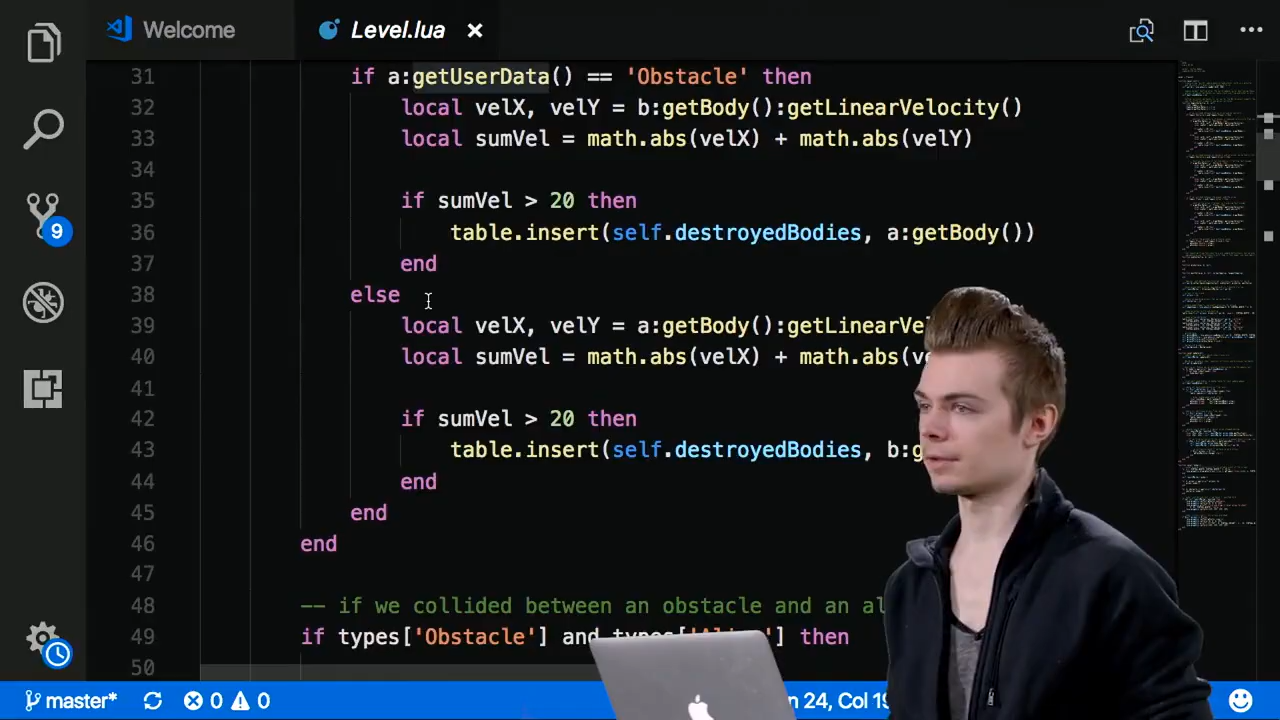 Welcome
Level.lua
31 if a:getUserData() == 'Obstacle' then
32 local velX, velY = b:getBody():getLinearVelocity()
33 local sumVel = math.abs(velX) + math.abs(velY)
34
35 if sumVel > 20 then
36 table.insert(self.destroyedBodies, a:getBody())
37 end
38 else
39 local velX, velY = a:getBody():getLinearVel
40 local sumVel = math.abs(velX) + math.abs(v
41
42 if sumVel > 20 then
43 table.insert(self.destroyedBodies, b:g
44 end
45 end
46 end
47
48 -- if we collided between an obstacle and an al
49 if types['Obstacle'] and types['Alien'] then
50
9
master* 0 0 Ln 24, Col 19